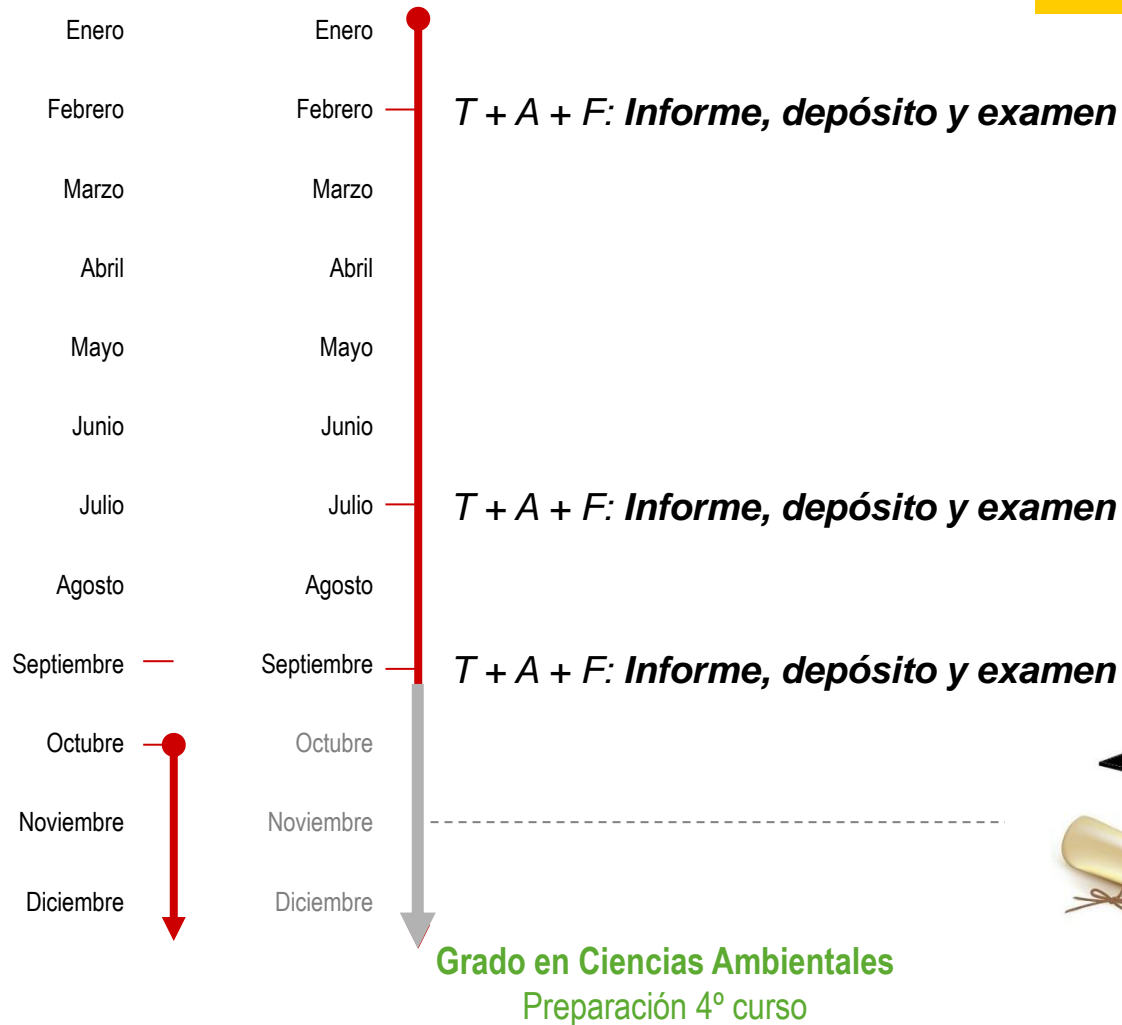 Enero Enero
Febrero Febrero T + A + F: Informe, depósito y examen
Marzo Marzo
Abril Abril
Mayo Mayo
Junio Junio
Julio Julio T + A + F: Informe, depósito y examen
Agosto Agosto
Septiembre Septiembre T + A + F: Informe, depósito y examen
Octubre Octubre
Noviembre Noviembre
Diciembre Diciembre
Grado en Ciencias Ambientales
Preparación 4º curso